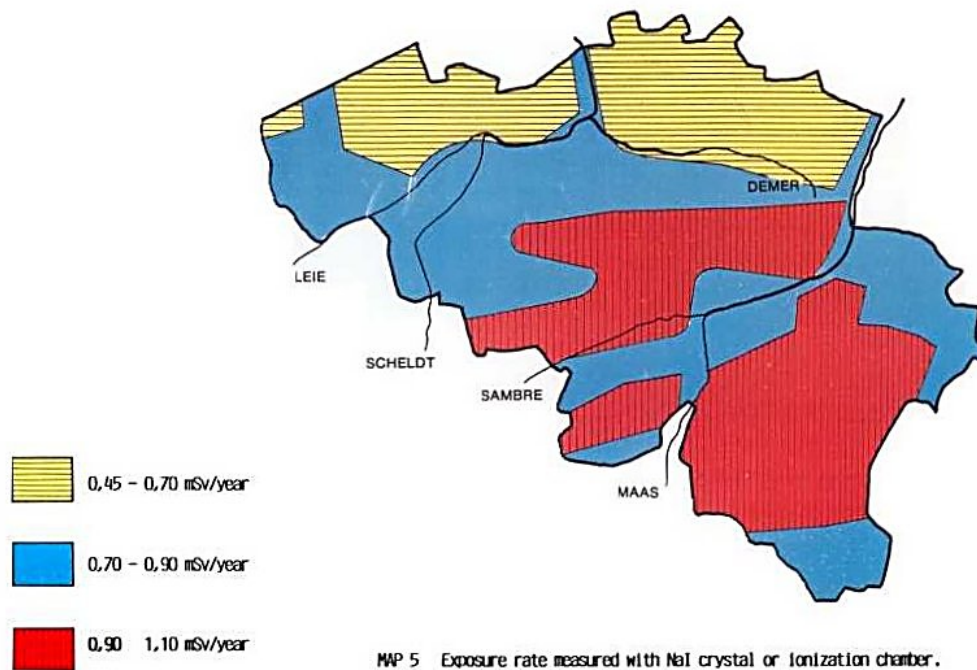 DEMER
LEIE
SCHELDT
SAMBRE
MAAS
0,45 - 0,70 mSv/year
0,70 - 0,90 mSv/year
0,90 1,10 mSv/year
MAP 5 Exposure rate measured with NaI crystal or ionization chamber.